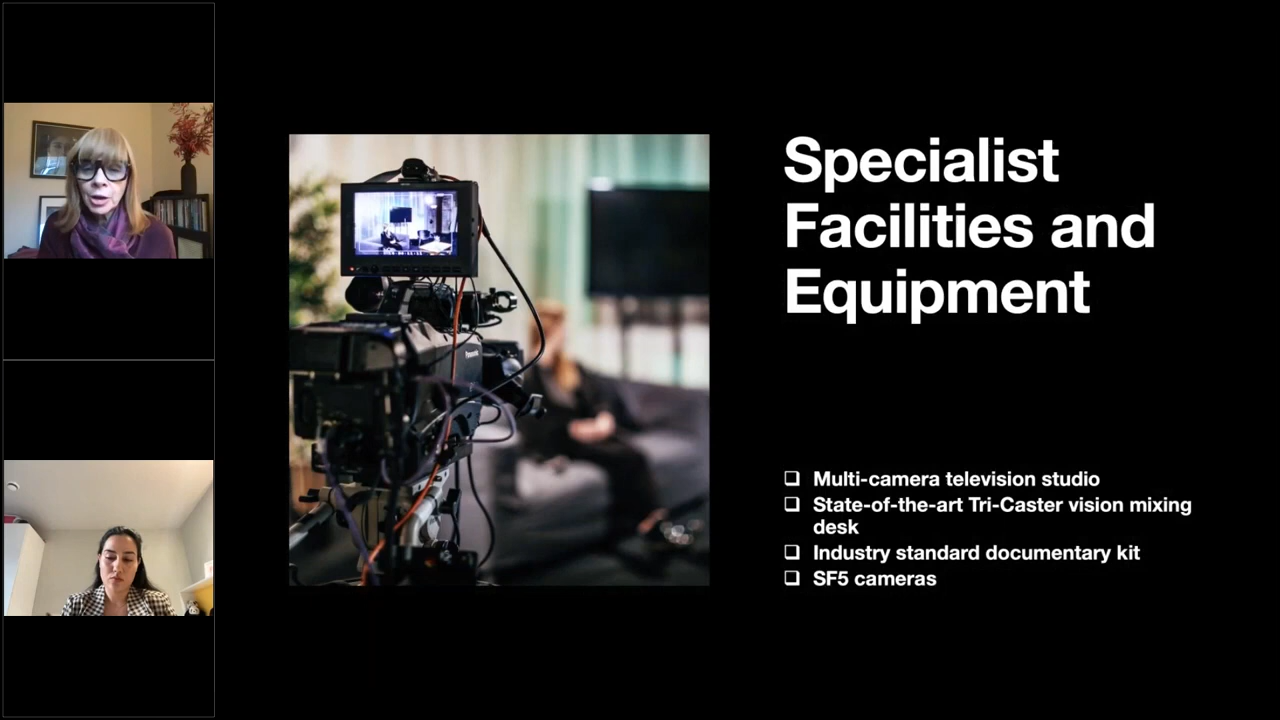 Specialist
Facilities and
Equipment
❑ Multi-camera television studio
❑ State-of-the-art Tri-Caster vision mixing
desk
❑ Industry standard documentary kit
❑ SF5 cameras
Panasonic